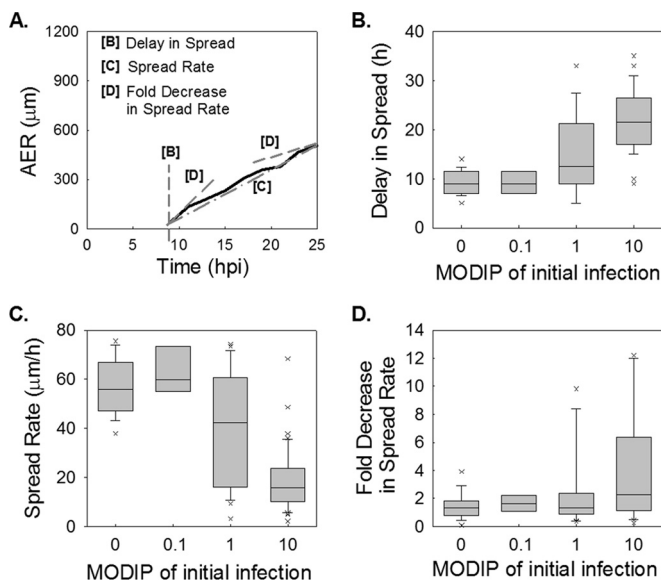 A.
1200
900
600
300
0
AER (μm)
[B] Delay in Spread
[C] Spread Rate
[D] Fold Decrease
in Spread Rate
[B]
[D]
[D]
[C]
0 5 10 15 20 25
Time (hpi)
B.
40
30
20
10
0
Delay in Spread (h)
0 0.1 1 10
MODIP of initial infection
C.
80
60
40
20
0
Spread Rate (μm/h)
0 0.1 1 10
MODIP of initial infection
D.
14
12
10
8
6
4
2
0
Fold Decrease
in Spread Rate
0 0.1 1 10
MODIP of initial infection